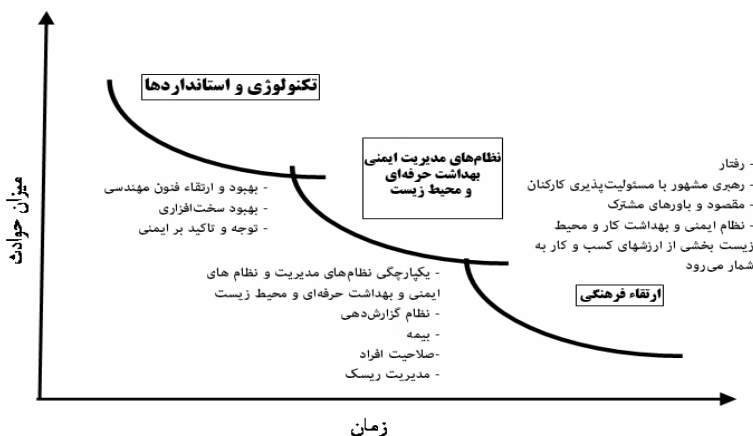 تکنولوژی و استانداردها
- بهبود و ارتقاء فنون مهندسی
- بهبود سخت‌افزاری
- توجه و تاکید بر ایمنی
نظام‌های مدیریت ایمنی
بهداشت حرفه‌ای
و محیط زیست
- یکپارچگی نظام‌های مدیریت و نظام های
ایمنی و بهداشت حرفه‌ای و محیط زیست
- نظام گزارش‌دهی
- بیمه
-صلاحیت افراد
- مدیریت ریسک
- رفتار
- رهبری مشهور با مسئولیت‌پذیری کارکنان
- مقصود و باورهای مشترک
- نظام ایمنی و بهداشت کار و محیط
زیست بخشی از ارزشهای کسب و کار به
شمار می‌رود
ارتقاء فرهنگی
میزان حوادث
زمان